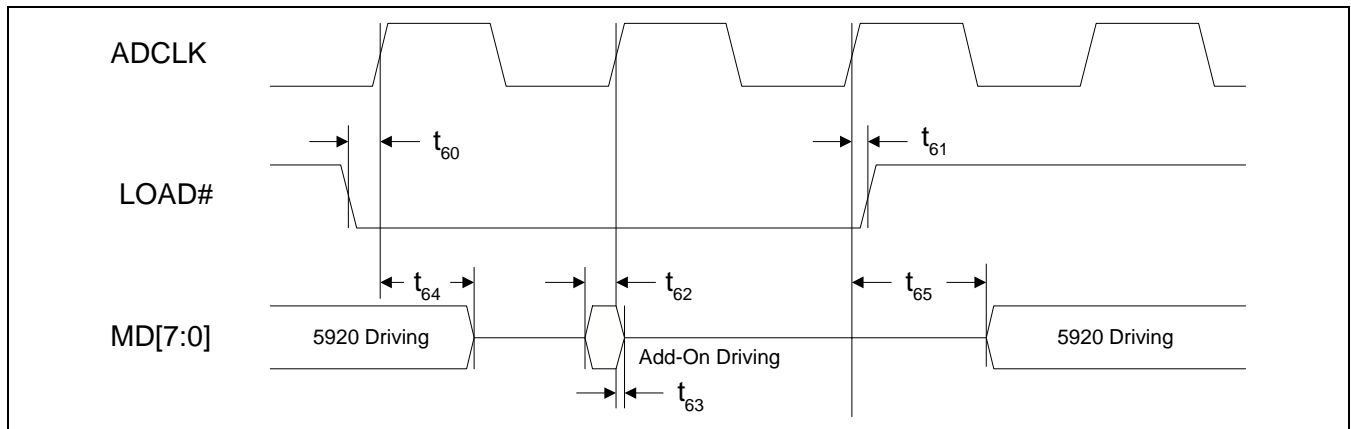 ADCLK
t60
t61
LOAD#
t64
t62
t65
MD[7:0]
5920 Driving
Add-On Driving
5920 Driving
t63